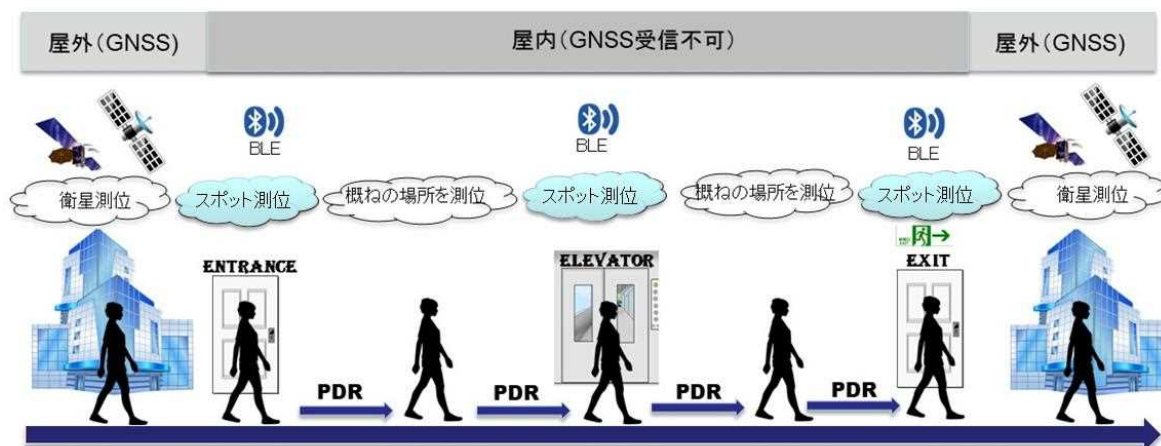 屋外(GNSS)
屋内(GNSS受信不可)
屋外(GNSS)
BLE
BLE
BLE
衛星測位
スポット測位
概ねの場所を測位
スポット測位
概ねの場所を測位
スポット測位
衛星測位
ENTRANCE
ELEVATOR
EXIT
PDR
PDR
PDR
PDR